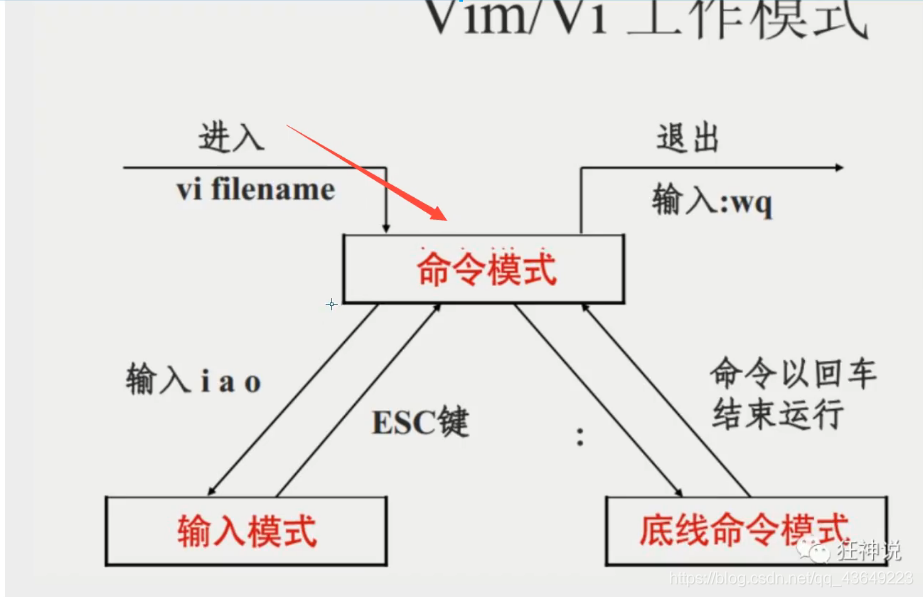 Vim/Vi 工作模式
进入
vi filename
退出
输入:wq
命令模式
输入 i a o
ESC键
:
命令以回车
结束运行
输入模式
底线命令模式
狂神说
https://blog.csdn.net/qq_43649223